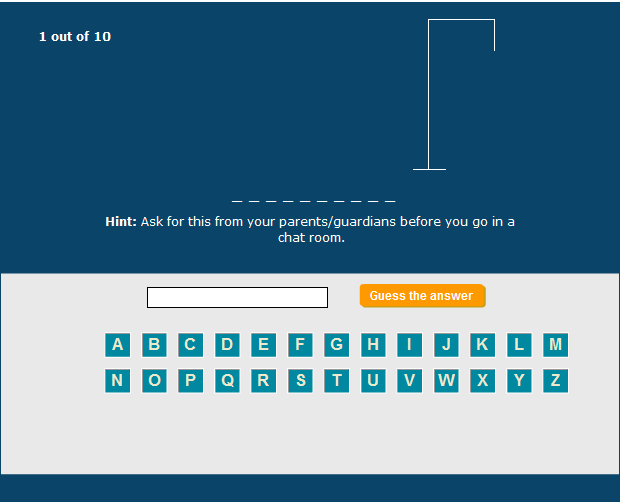 1 out of 10
_ _ _ _ _ _ _ _ _ _
Hint: Ask for this from your parents/guardians before you go in a
chat room.
Guess the answer
A B C D E F G H I J K L M
N O P Q R S T U V W X Y Z